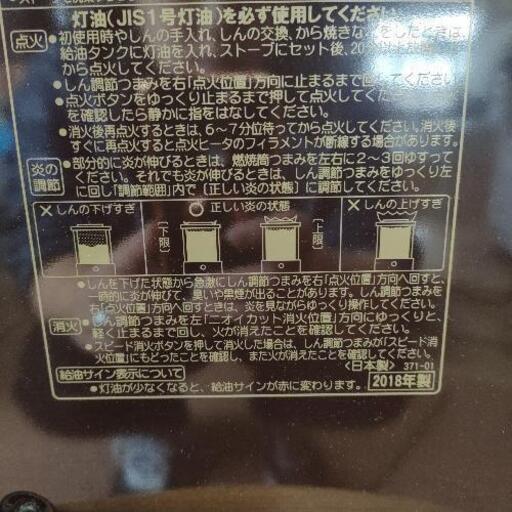 灯油(JIS1号灯油)を必ず使用してください
点火
●初使用時やしんの手入れ、しんの交換、から焼きな をしたときは、
給油タンクに灯油を入れ、ストーブにセット後、20分以上放置
から点火してください。
●しん調節つまみを右「点火位置」方向に止まるまで回して
●点火ボタンをゆっくり止まるまで押して点火してく
を確認したら静かに指をはなしてください。
●消火後再点火するときは、6~7分位待ってから点火してください。消火後
すぐに再点火すると点火ヒータのフィラメントが断線する場合があります。
炎の調節
●部分的に炎が伸びるときは、燃焼筒つまみを左右に2~3回ゆすって
ください。それでも炎が伸びるときは、しん調節つまみをゆっくり左
に回し「調節範囲」内で〔正しい炎の状態〕に調節してください。
×しんの下げすぎ
○正しい炎の状態
×しんの上げすぎ
〔下限〕
〔上限〕
●しんを下げた状態から急激にしん調節つまみを右「点火位置」方向へ回すと、
一時的に炎が伸びて、臭いや黒煙が出ることがあります。しん調節つまみを
右「点火位置」方向へ回すときは、炎を見ながらゆっくり操作してください。
消火
●しん調節つまみを左「ニオイカット消火位置」方向にゆっくりと、
軽く止まるまで回し、火が消えたことを確認してください。
●スピード消火ボタンを押して消火した場合は、しん調節つまみが「スピード消
火位置」にもどったことを確認し、また火が消えたことを確認してください。
給油サイン表示について
〈日本製〉 371-01
●灯油が少なくなると、給油サインが赤に変わります。
2018年製